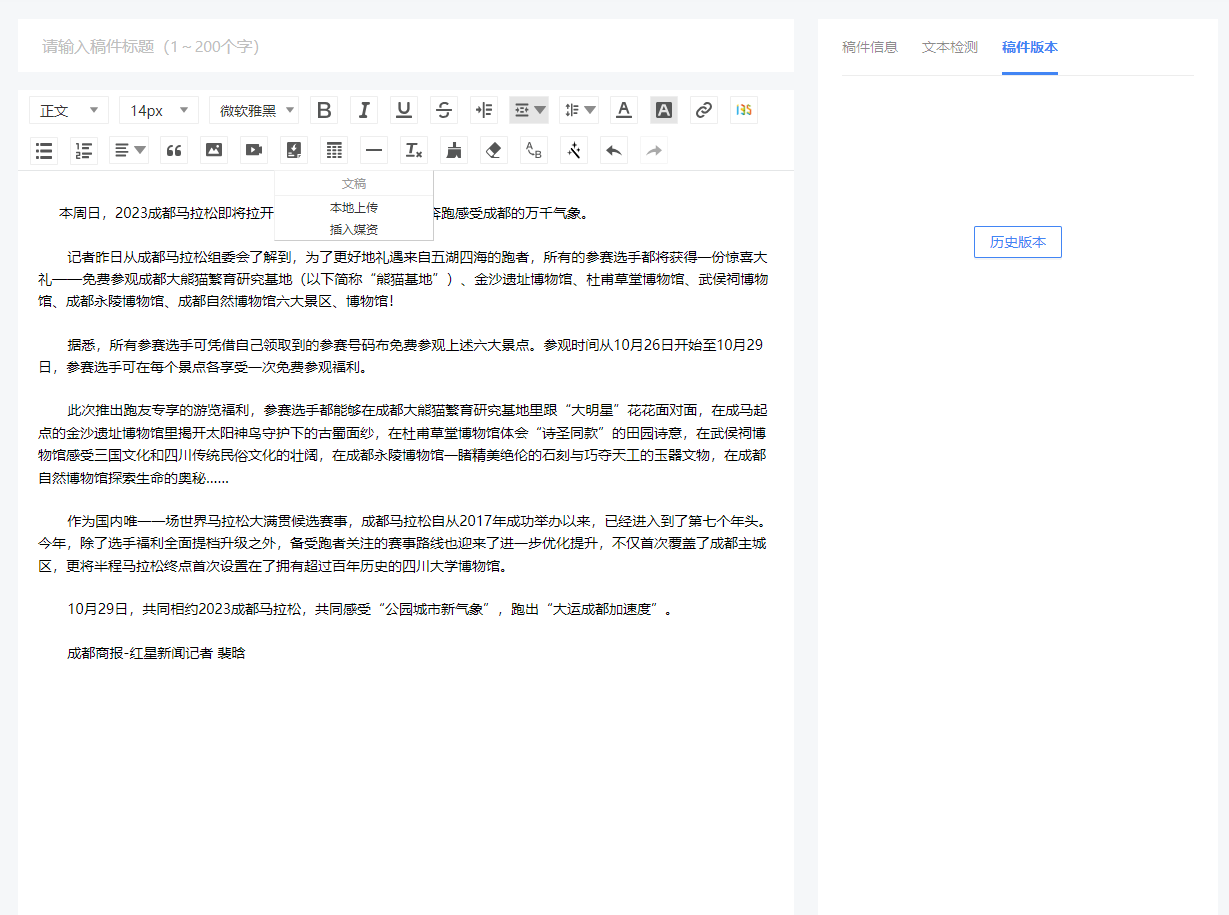 请输入稿件标题（1～200个字）
稿件信息 文本检测 稿件版本
正文 14px 微软雅黑 B I U S A A 135
文稿
本地上传
插入媒资
本周日，2023成都马拉松即将拉开
奔跑感受成都的万千气象。
记者昨日从成都马拉松组委会了解到，为了更好地礼遇来自五湖四海的跑者，所有的参赛选手都将获得一份惊喜大
礼——免费参观成都大熊猫繁育研究基地（以下简称“熊猫基地”）、金沙遗址博物馆、杜甫草堂博物馆、武侯祠博物
馆、成都永陵博物馆、成都自然博物馆六大景区、博物馆！
据悉，所有参赛选手可凭借自己领取到的参赛号码布免费参观上述六大景点。参观时间从10月26日开始至10月29
日，参赛选手可在每个景点各享受一次免费参观福利。
此次推出跑友专享的游览福利，参赛选手都能够在成都大熊猫繁育研究基地里跟“大明星”花花面对面，在成马起
点的金沙遗址博物馆里揭开太阳神鸟守护下的古蜀面纱，在杜甫草堂博物馆体会“诗圣同款”的田园诗意，在武侯祠博
物馆感受三国文化和四川传统民俗文化的壮阔，在成都永陵博物馆一睹精美绝伦的石刻与巧夺天工的玉器文物，在成都
自然博物馆探索生命的奥秘……
作为国内唯一一场世界马拉松大满贯候选赛事，成都马拉松自从2017年成功举办以来，已经进入到了第七个年头。
今年，除了选手福利全面提档升级之外，备受跑者关注的赛事路线也迎来了进一步优化提升，不仅首次覆盖了成都主城
区，更将半程马拉松终点首次设置在了拥有超过百年历史的四川大学博物馆。
10月29日，共同相约2023成都马拉松，共同感受“公园城市新气象”，跑出“大运成都加速度”。
成都商报-红星新闻记者 裴晗
历史版本